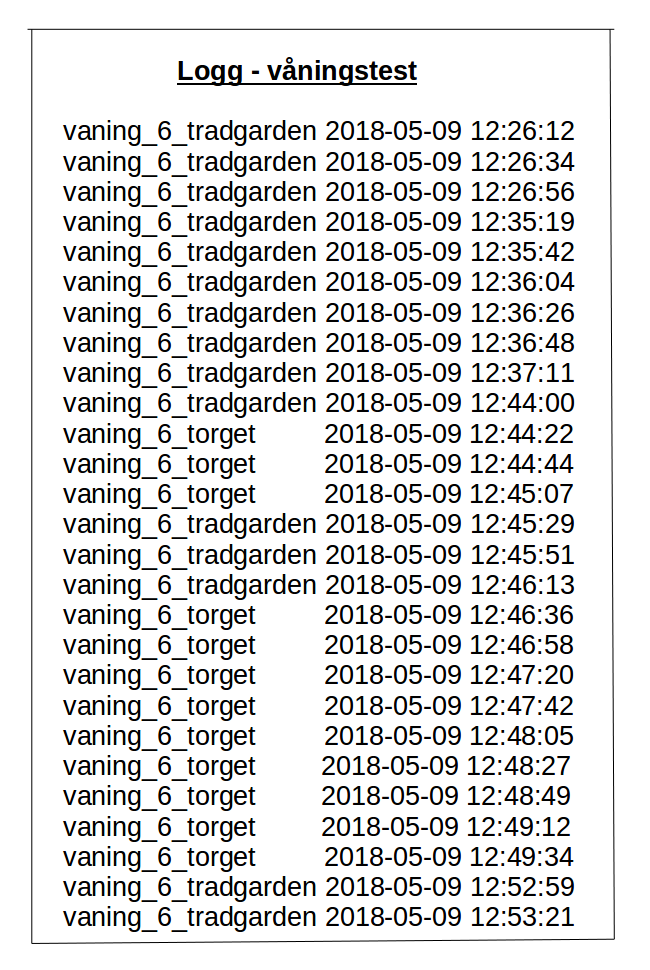 Logg - våningstest
vaning_6_tradgarden 2018-05-09 12:26:12
vaning_6_tradgarden 2018-05-09 12:26:34
vaning_6_tradgarden 2018-05-09 12:26:56
vaning_6_tradgarden 2018-05-09 12:35:19
vaning_6_tradgarden 2018-05-09 12:35:42
vaning_6_tradgarden 2018-05-09 12:36:04
vaning_6_tradgarden 2018-05-09 12:36:26
vaning_6_tradgarden 2018-05-09 12:36:48
vaning_6_tradgarden 2018-05-09 12:37:11
vaning_6_tradgarden 2018-05-09 12:44:00
vaning_6_torget 2018-05-09 12:44:22
vaning_6_torget 2018-05-09 12:44:44
vaning_6_torget 2018-05-09 12:45:07
vaning_6_tradgarden 2018-05-09 12:45:29
vaning_6_tradgarden 2018-05-09 12:45:51
vaning_6_tradgarden 2018-05-09 12:46:13
vaning_6_torget 2018-05-09 12:46:36
vaning_6_torget 2018-05-09 12:46:58
vaning_6_torget 2018-05-09 12:47:20
vaning_6_torget 2018-05-09 12:47:42
vaning_6_torget 2018-05-09 12:48:05
vaning_6_torget 2018-05-09 12:48:27
vaning_6_torget 2018-05-09 12:48:49
vaning_6_torget 2018-05-09 12:49:12
vaning_6_torget 2018-05-09 12:49:34
vaning_6_tradgarden 2018-05-09 12:52:59
vaning_6_tradgarden 2018-05-09 12:53:21